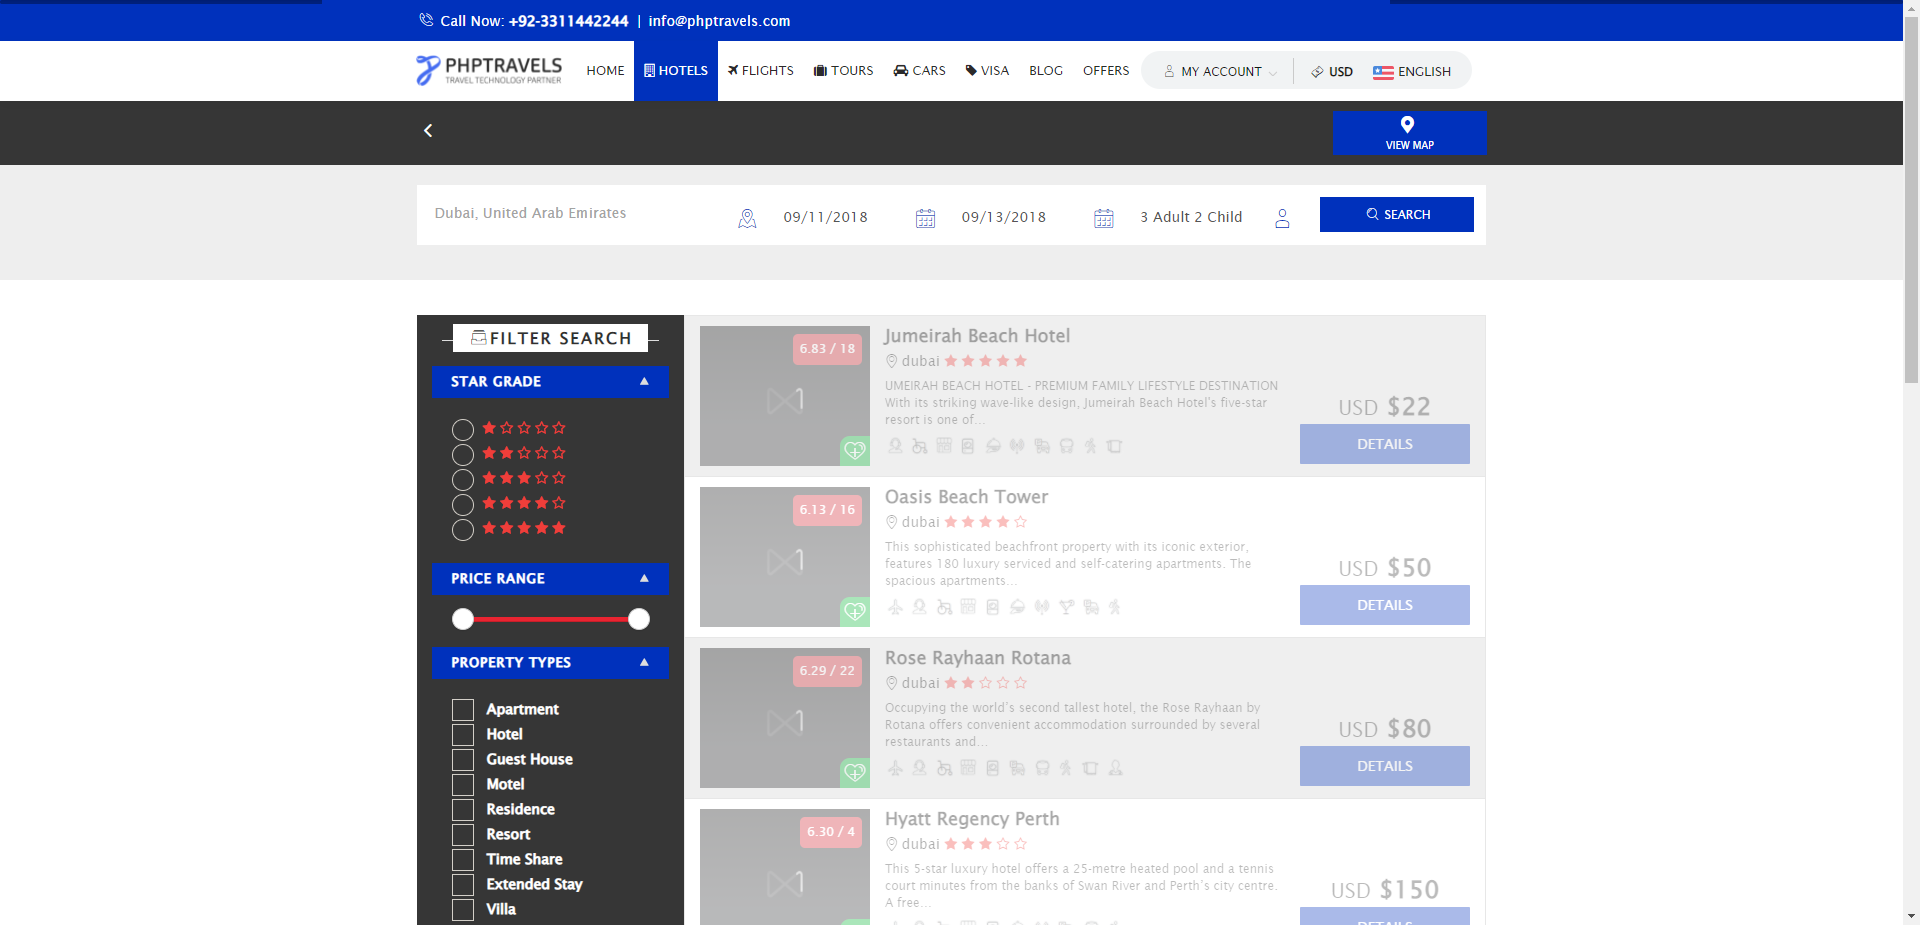 Call Now: +92-3311442244 | info@phptravels.com
PHPTRAVELS
TRAVEL TECHNOLOGY PARTNER
HOME HOTELS FLIGHTS TOURS CARS VISA BLOG OFFERS MY ACCOUNT USD ENGLISH
VIEW MAP
Dubai, United Arab Emirates 09/11/2018 09/13/2018 3 Adult 2 Child SEARCH
FILTER SEARCH
STAR GRADE
PRICE RANGE
PROPERTY TYPES
Apartment
Hotel
Guest House
Motel
Residence
Resort
Time Share
Extended Stay
Villa
6.83 / 18
Jumeirah Beach Hotel
dubai
UMEIRAH BEACH HOTEL - PREMIUM FAMILY LIFESTYLE DESTINATION
With its striking wave-like design, Jumeirah Beach Hotel's five-star
resort is one of...
USD $22
DETAILS
6.13 / 16
Oasis Beach Tower
dubai
This sophisticated beachfront property with its iconic exterior,
features 180 luxury serviced and self-catering apartments. The
spacious apartments...
USD $50
DETAILS
6.29 / 22
Rose Rayhaan Rotana
dubai
Occupying the world's second tallest hotel, the Rose Rayhaan by
Rotana offers convenient accommodation surrounded by several
restaurants and...
USD $80
DETAILS
6.30 / 4
Hyatt Regency Perth
dubai
This 5-star luxury hotel offers a 25-metre heated pool and a tennis
court minutes from the banks of Swan River and Perth's city centre.
A free...
USD $150
DETAILS